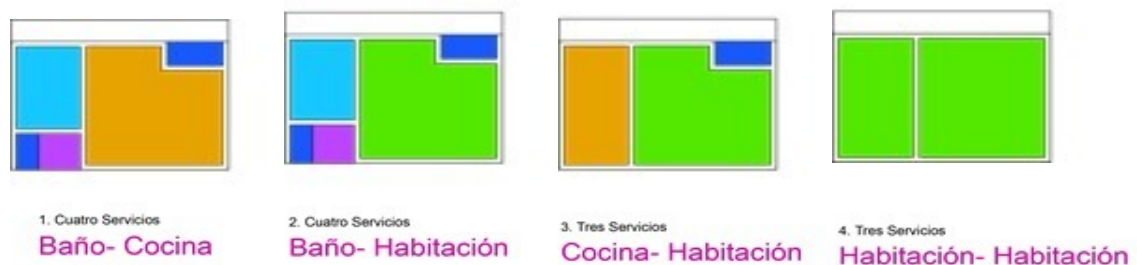 1. Cuatro Servicios
Baño- Cocina
2. Cuatro Servicios
Baño- Habitación
3. Tres Servicios
Cocina- Habitación
4. Tres Servicios
Habitación- Habitación